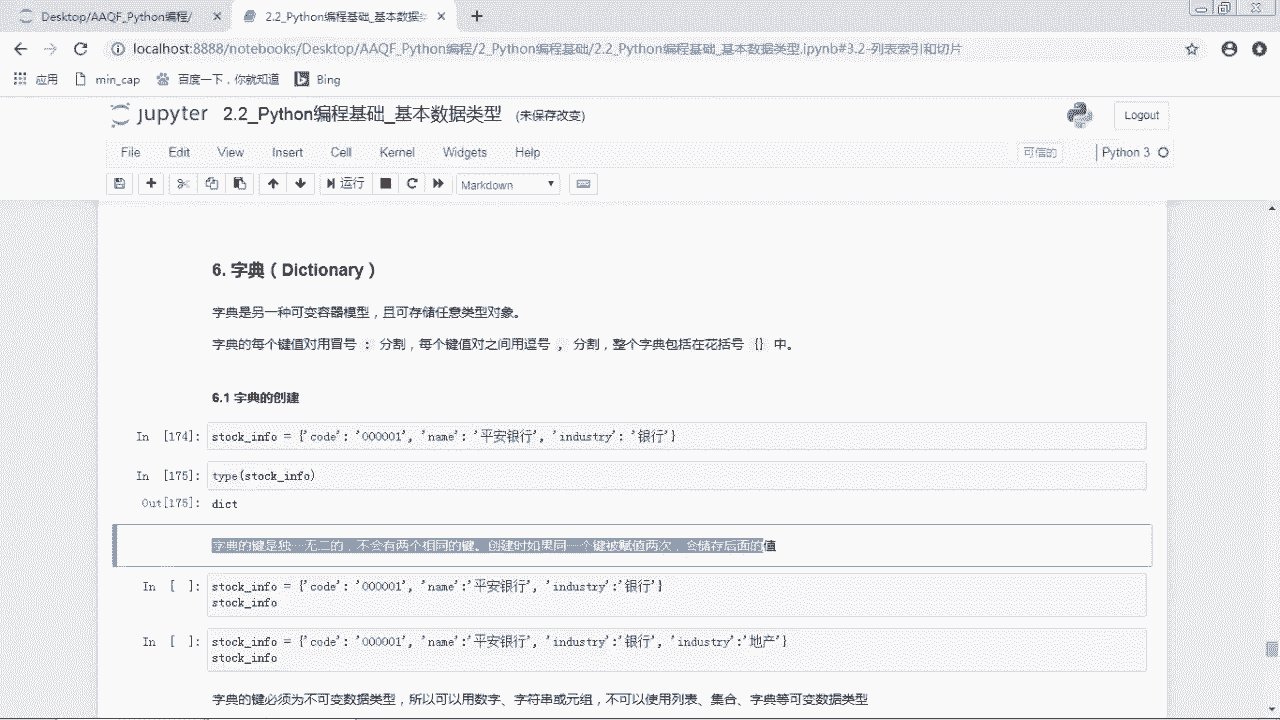 Desktop/AAQF_Python编程/
2.2_Python编程基础_基本数据类
localhost:8888/notebooks/Desktop/AAQF_Python编程/2_Python编程基础/2.2_Python编程基础_基本数据类型.ipynb#3.2-列表索引和切片
应用 min_cap 百度一下，你就知道 Bing
jupyter 2.2_Python编程基础_基本数据类型 (未保存改变) Logout
File Edit View Insert Cell Kernel Widgets Help 可信的 Python 3
运行 Markdown
6. 字典（Dictionary）
字典是另一种可变容器模型，且可存储任意类型对象。
字典的每个键值对用冒号 : 分割，每个键值对之间用逗号 , 分割，整个字典包括在花括号 {} 中。
6.1 字典的创建
In [174]: stock_info = {'code': '000001', 'name': '平安银行', 'industry': '银行'}
In [175]: type(stock_info)
Out[175]: dict
字典的键是独一无二的，不会有两个相同的键。创建时如果同一个键被赋值两次，会储存后面的值
In [ ]: stock_info = {'code': '000001', 'name':'平安银行', 'industry':'银行'}
stock_info
In [ ]: stock_info = {'code': '000001', 'name':'平安银行', 'industry':'银行', 'industry':'地产'}
stock_info
字典的键必须为不可变数据类型，所以可以用数字、字符串或元组，不可以使用列表、集合、字典等可变数据类型